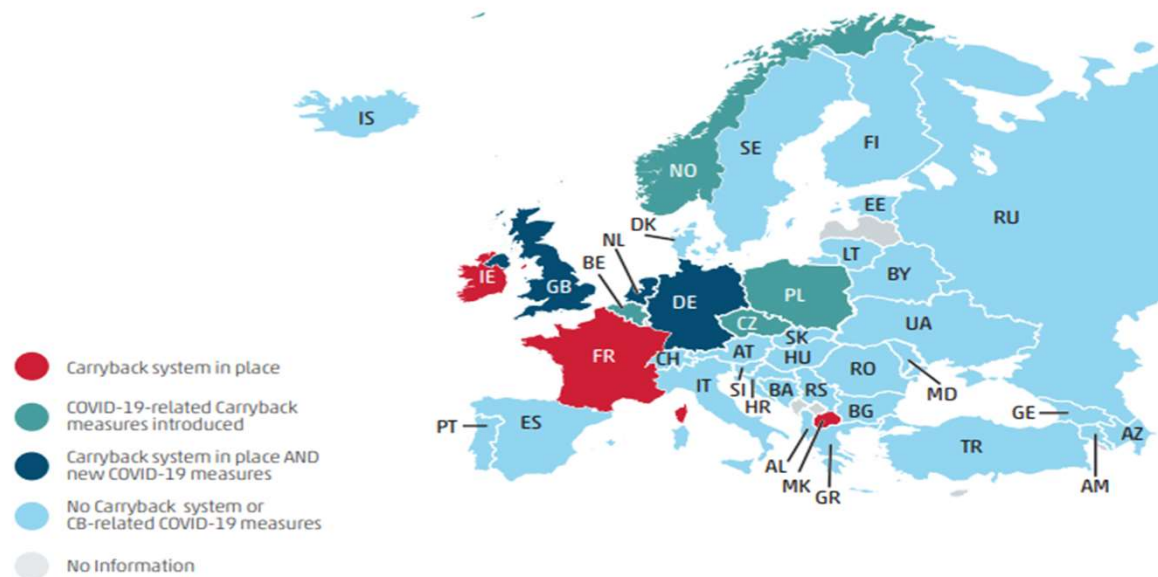 IS
SE
FI
NO
RU
EE
DK
NL
LT
BE
BY
IE
GB
DE
PL
CZ
UA
SK
FR
CH
AT
HU
RO
IT
SI
BA
RS
HR
MD
BG
GE
PT
ES
TR
AZ
AL
MK
GR
AM
Carryback system in place
COVID-19-related Carryback
measures introduced
Carryback system in place AND
new COVID-19 measures
No Carryback system or
CB-related COVID-19 measures
No Information